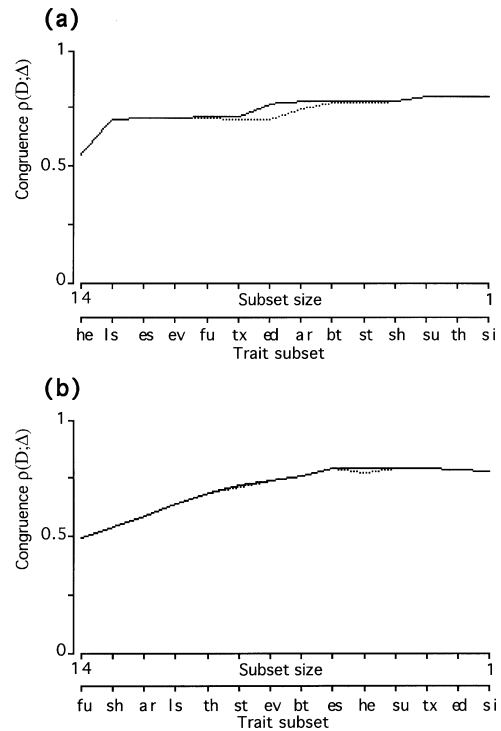 (a)
Congruence ρ(D;Δ)
1
0.5
0
14 Subset size 1
he ls es ev fu tx ed ar bt st sh su th si
Trait subset
(b)
Congruence ρ(D;Δ)
1
0.5
0
14 Subset size 1
fu sh ar ls th st ev bt es he su tx ed si
Trait subset